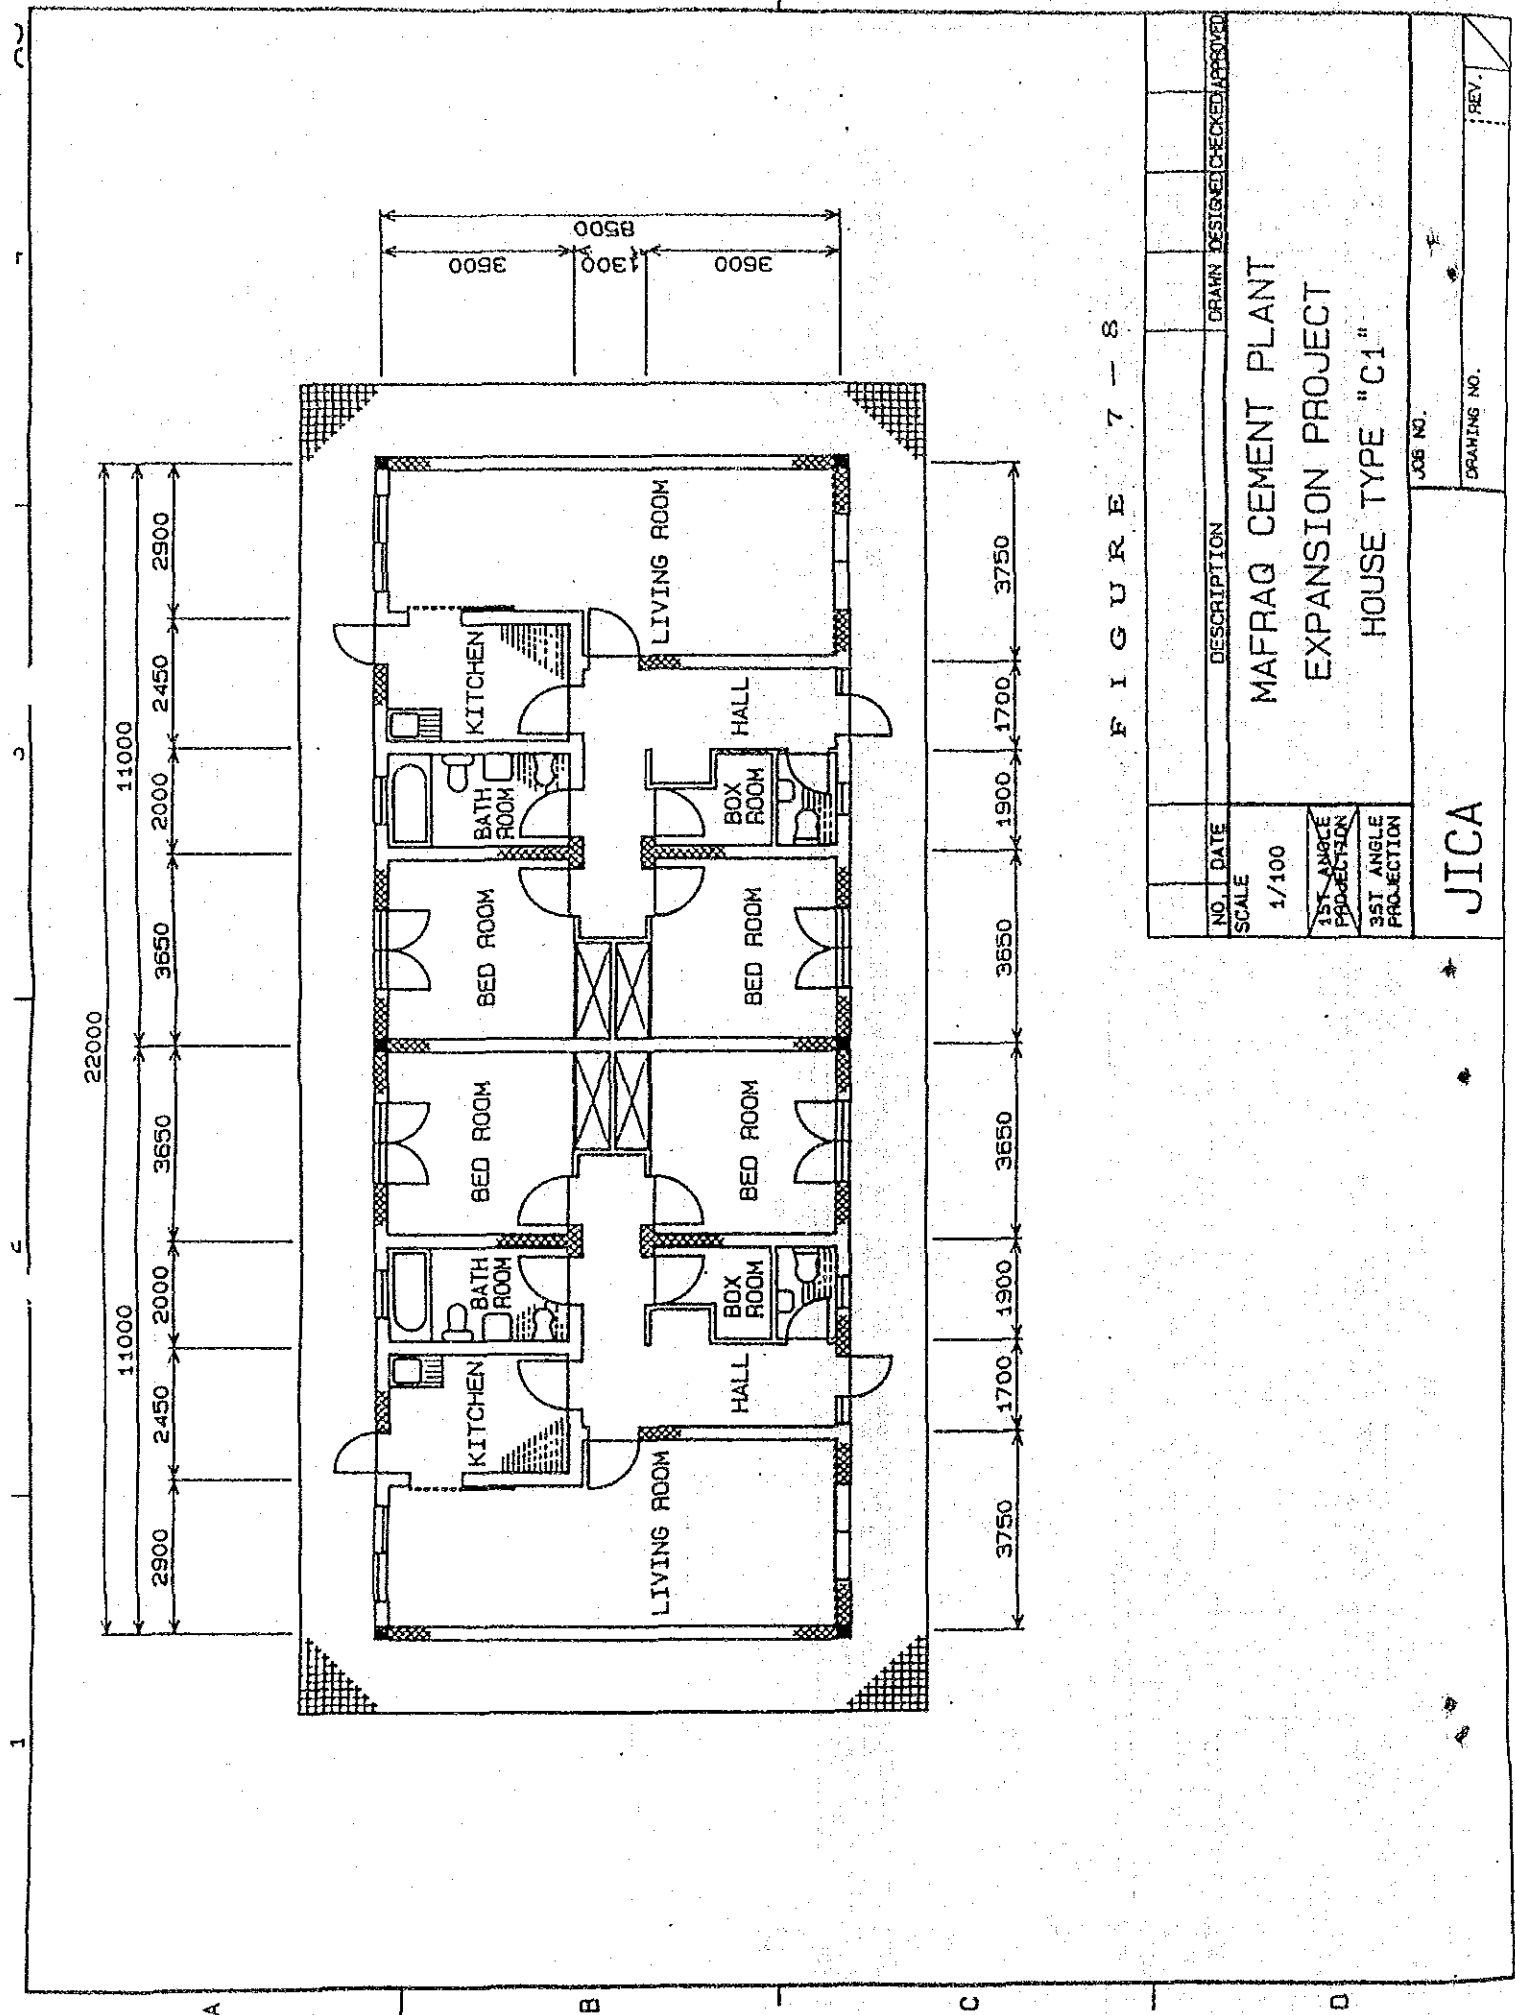 1
A
22000
11000 11000
2900 2450 2000 3650 3650 2000 2450 2900
B
KITCHEN BATH ROOM BED ROOM BED ROOM BATH ROOM KITCHEN
3600
1300
8500
3600
LIVING ROOM LIVING ROOM
HALL BOX ROOM BED ROOM BED ROOM BOX ROOM HALL
C
3750 1700 1900 3650 3650 1900 1700 3750
FIGURE 7-8
NO. DATE DESCRIPTION DRAWN DESIGNED CHECKED APPROVED
SCALE
1/100
1ST ANGLE
PROJECTION
3ST ANGLE
PROJECTION
MAFRAQ CEMENT PLANT
EXPANSION PROJECT
HOUSE TYPE "C1"
D
JICA
JOB NO.
DRAWING NO.
REV.